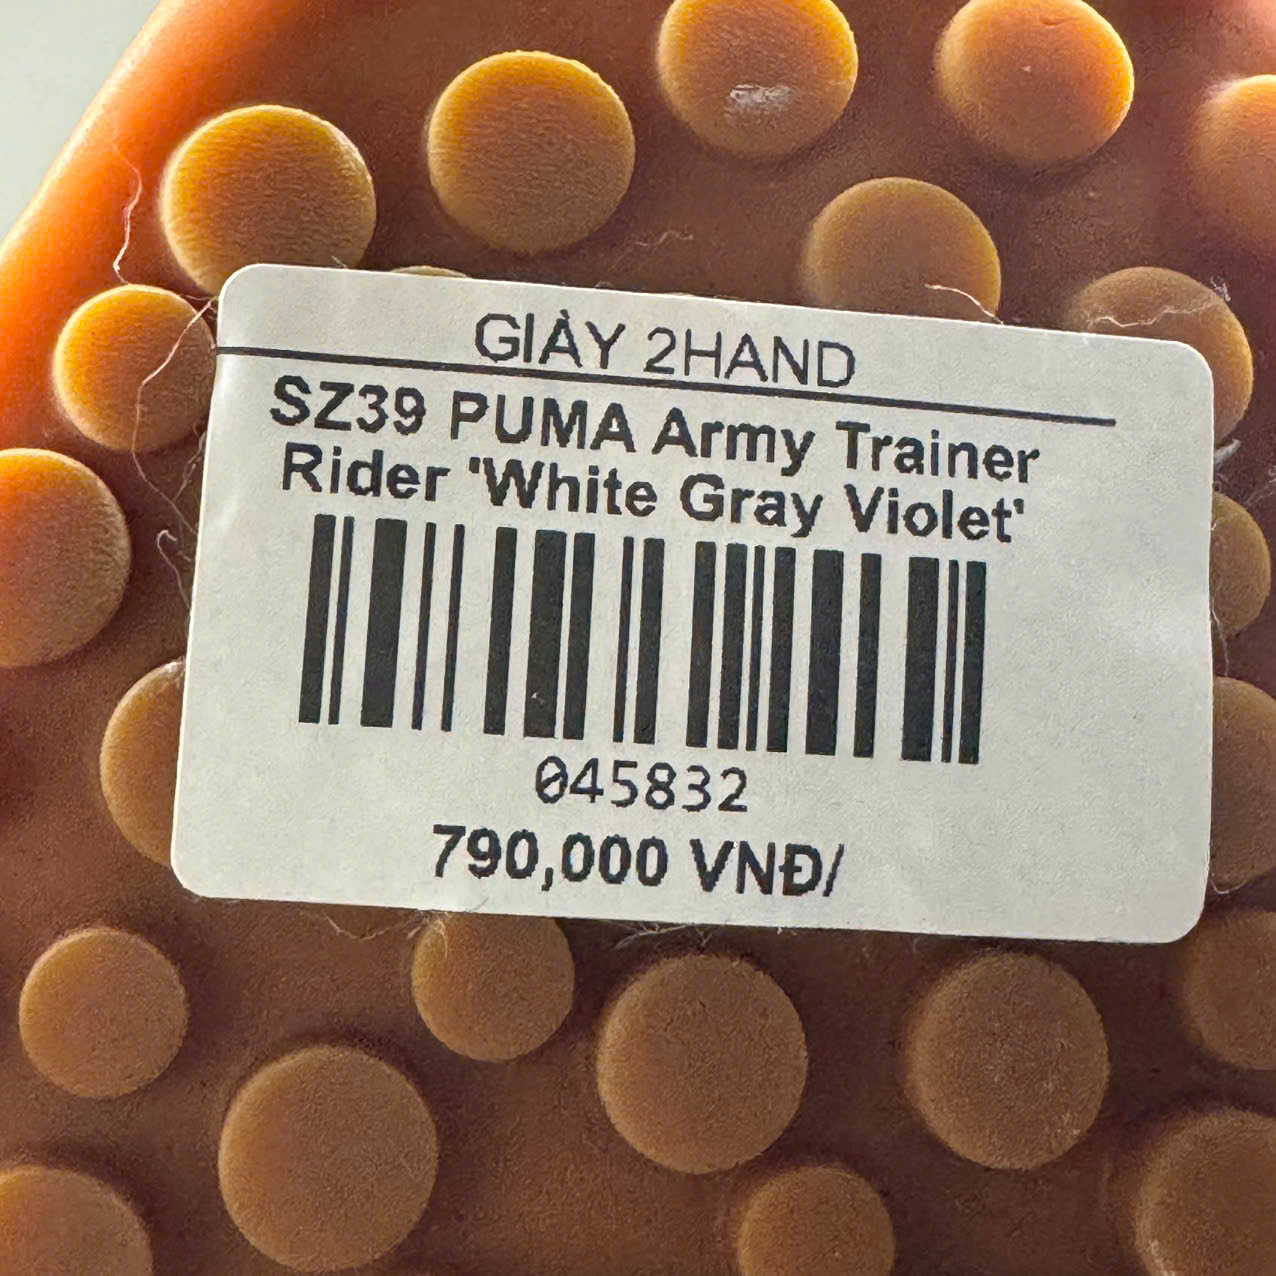 GIÀY 2HAND
SZ39 PUMA Army Trainer
Rider 'White Gray Violet'
045832
790,000 VNĐ/